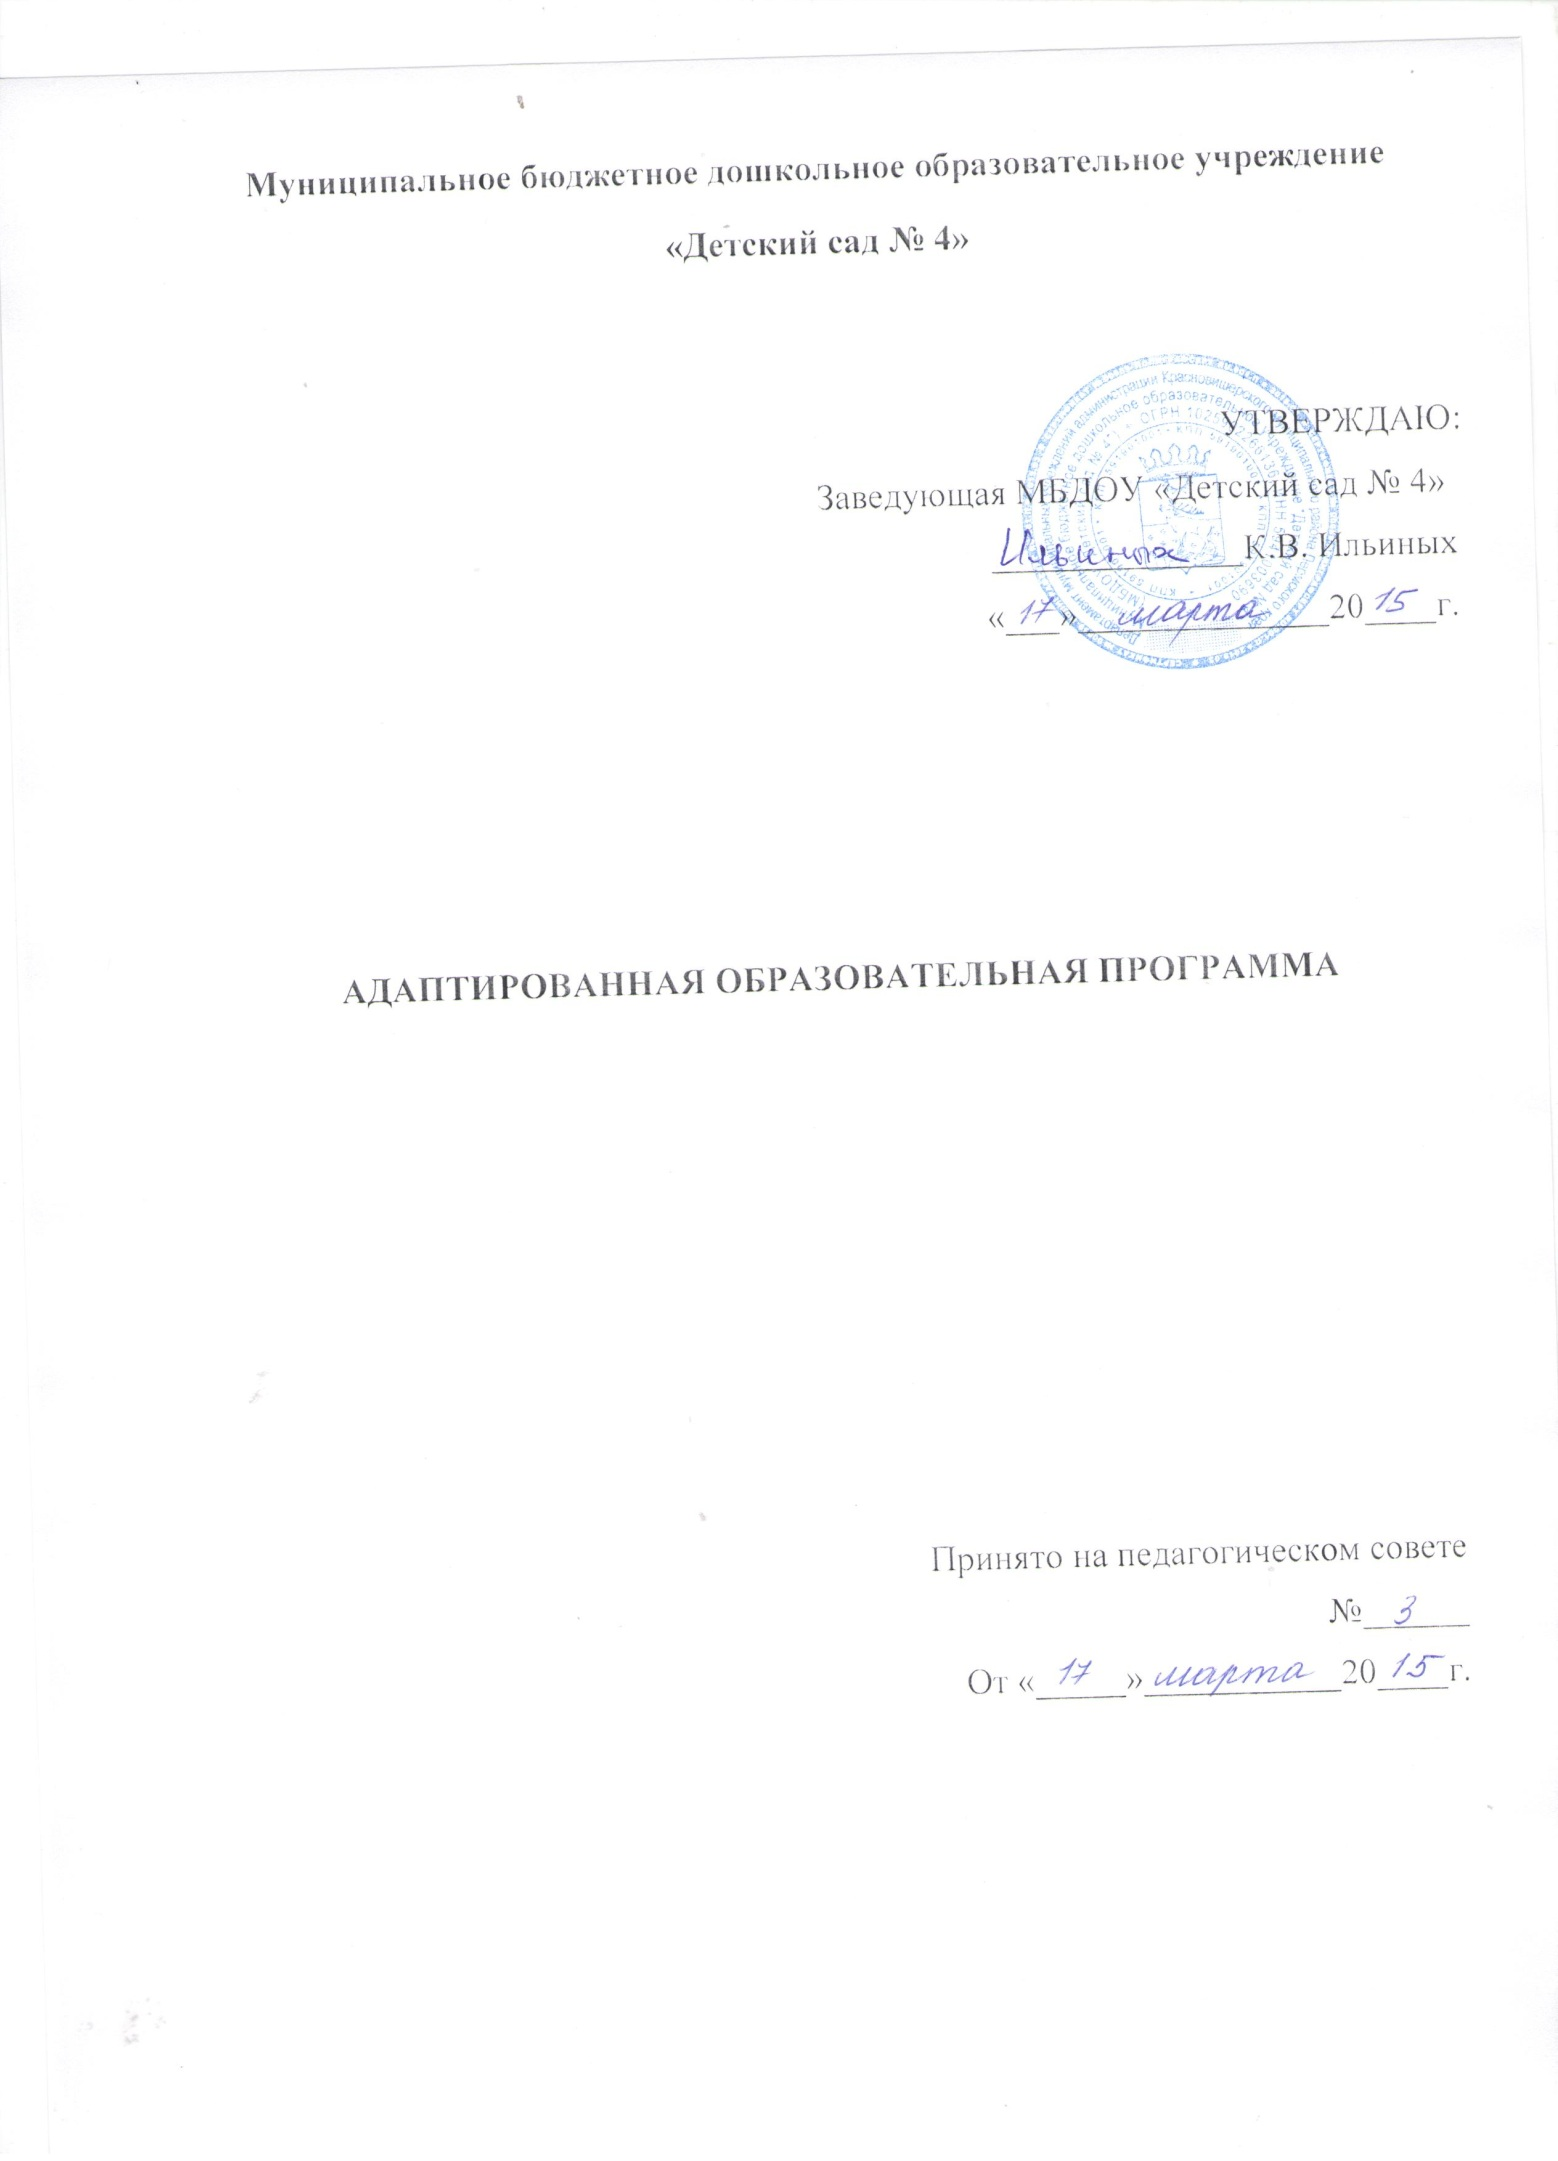 Муниципальное бюджетное дошкольное образовательное учреждение
«Детский сад № 4»
УТВЕРЖДАЮ:
Заведующая МБДОУ «Детский сад № 4»
Ильиных К.В. Ильиных
«17» марта 2015 г.
АДАПТИРОВАННАЯ ОБРАЗОВАТЕЛЬНАЯ ПРОГРАММА
Принято на педагогическом совете
№ 3
От «17» марта 2015 г.